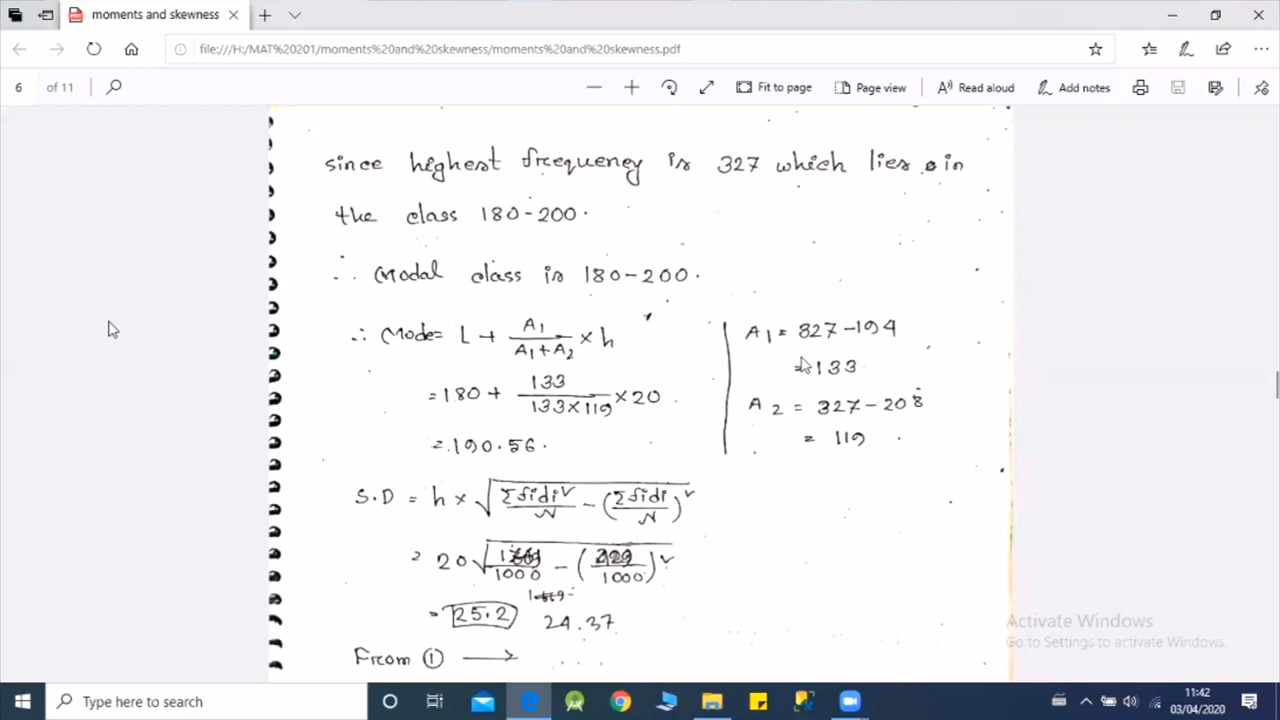 moments and skewness
file:///H:/MAT%20201/moments%20and%20skewness/moments%20and%20skewness.pdf
6 of 11 Fit to page Page view Read aloud Add notes
since highest frequency is 327 which lies in
the class 180-200.
∴ Modal class is 180-200.
∴ Mode = L + A1/(A1+A2) × h
= 180 + 133/(133×119) × 20
= 190.56.
A1 = 327-194
= 133
A2 = 327-208
= 119
S.D = h × √(Σfidi²/N - (Σfidi/N)²)
= 20 √( /1000 - ( /1000)²)
= 25.2 24.37
From ① →
Activate Windows
Go to Settings to activate Windows.
Type here to search
11:42
03/04/2020